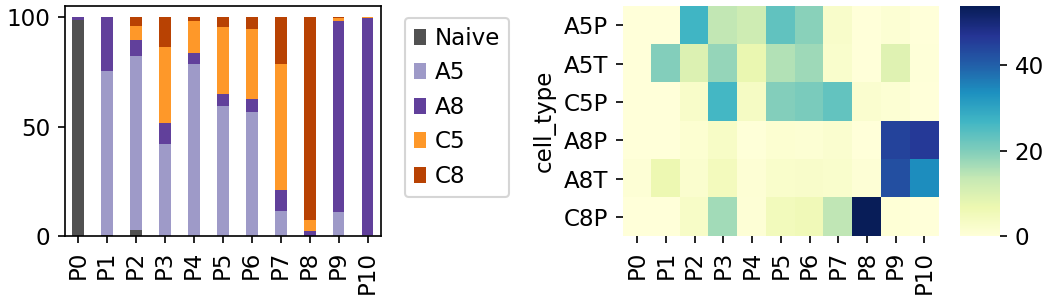 100
50
0
P0
P1
P2
P3
P4
P5
P6
P7
P8
P9
P10
Naive
A5
A8
C5
C8
cell_type
A5P
A5T
C5P
A8P
A8T
C8P
P0
P1
P2
P3
P4
P5
P6
P7
P8
P9
P10
40
20
0